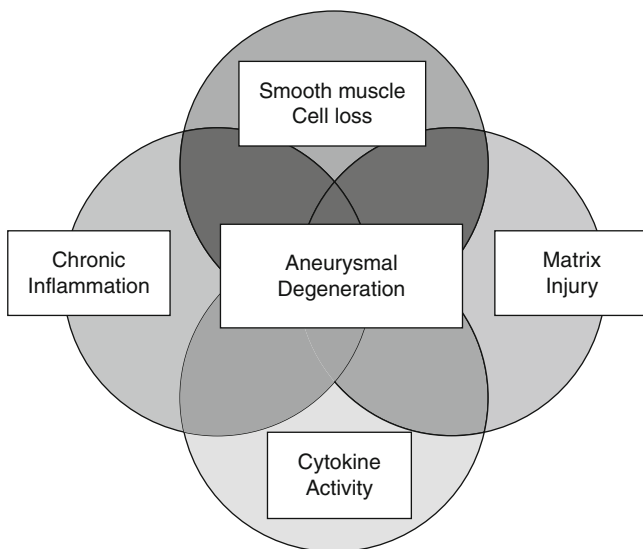 Smooth muscle
Cell loss
Chronic
Inflammation
Aneurysmal
Degeneration
Matrix
Injury
Cytokine
Activity